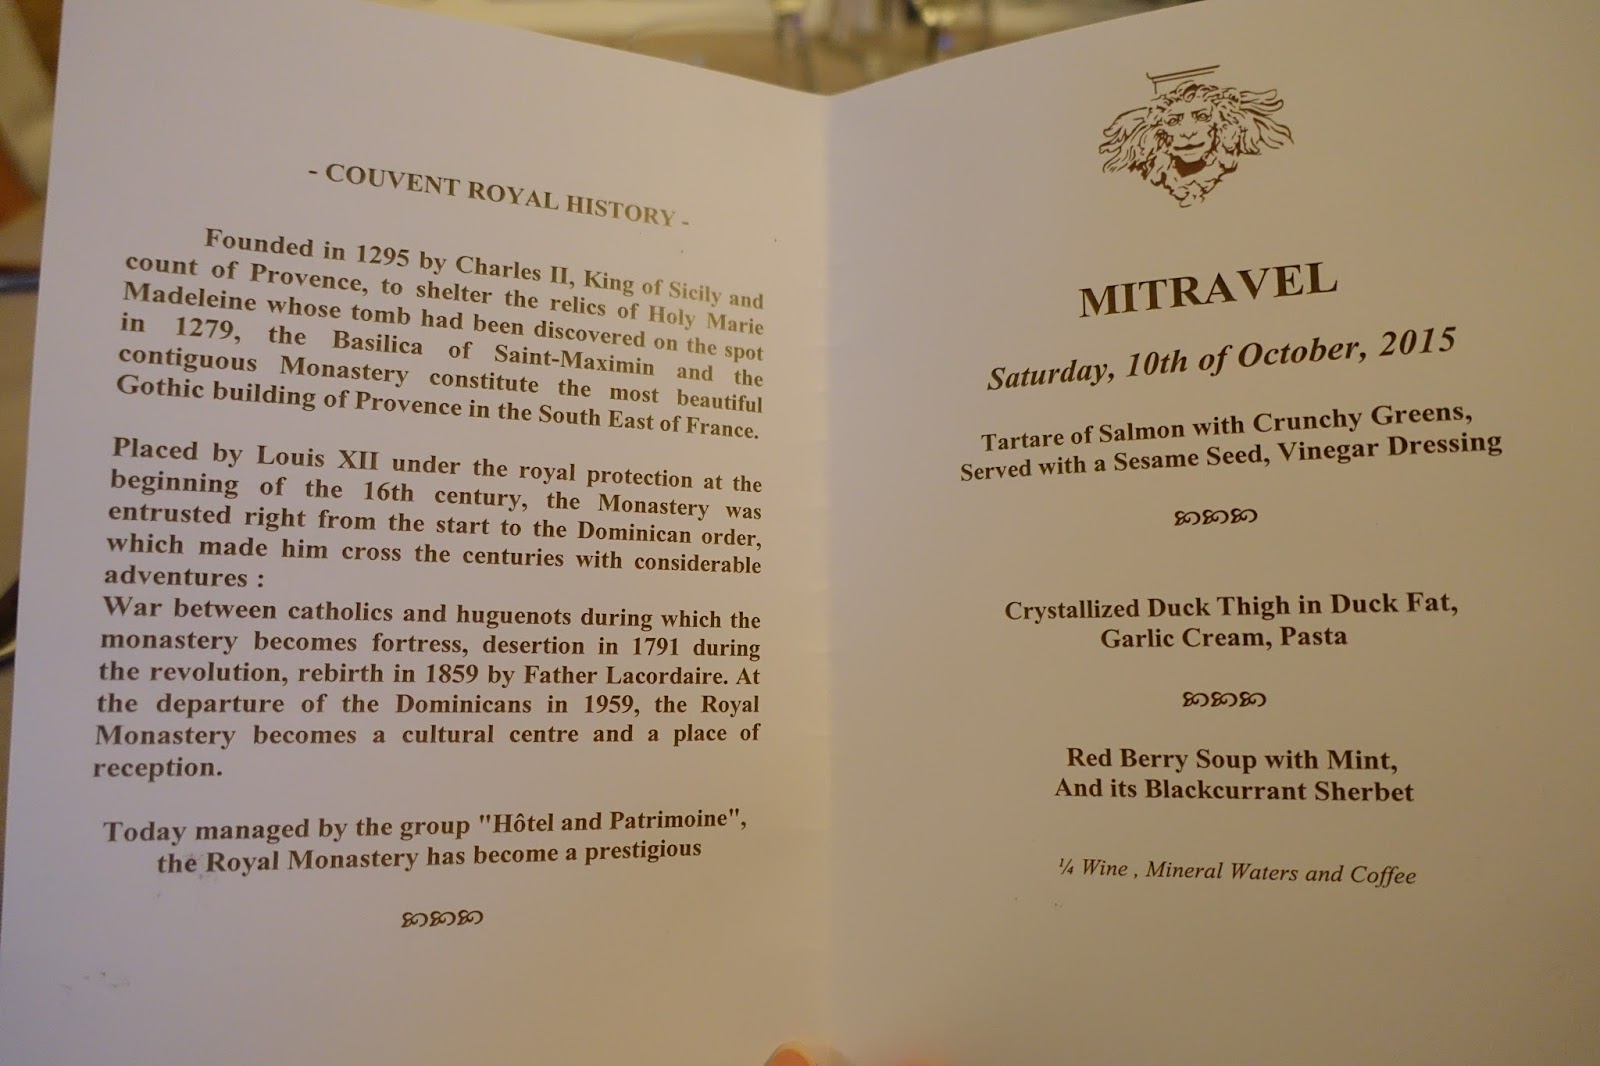 - COUVENT ROYAL HISTORY -
Founded in 1295 by Charles II, King of Sicily and
count of Provence, to shelter the relics of Holy Marie
Madeleine whose tomb had been discovered on the spot
in 1279, the Basilica of Saint-Maximin and the
contiguous Monastery constitute the most beautiful
Gothic building of Provence in the South East of France.
Placed by Louis XII under the royal protection at the
beginning of the 16th century, the Monastery was
entrusted right from the start to the Dominican order,
which made him cross the centuries with considerable
adventures :
War between catholics and huguenots during which the
monastery becomes fortress, desertion in 1791 during
the revolution, rebirth in 1859 by Father Lacordaire. At
the departure of the Dominicans in 1959, the Royal
Monastery becomes a cultural centre and a place of
reception.
Today managed by the group "Hôtel and Patrimoine",
the Royal Monastery has become a prestigious
MITRAVEL
Saturday, 10th of October, 2015
Tartare of Salmon with Crunchy Greens,
Served with a Sesame Seed, Vinegar Dressing
Crystallized Duck Thigh in Duck Fat,
Garlic Cream, Pasta
Red Berry Soup with Mint,
And its Blackcurrant Sherbet
¼ Wine , Mineral Waters and Coffee